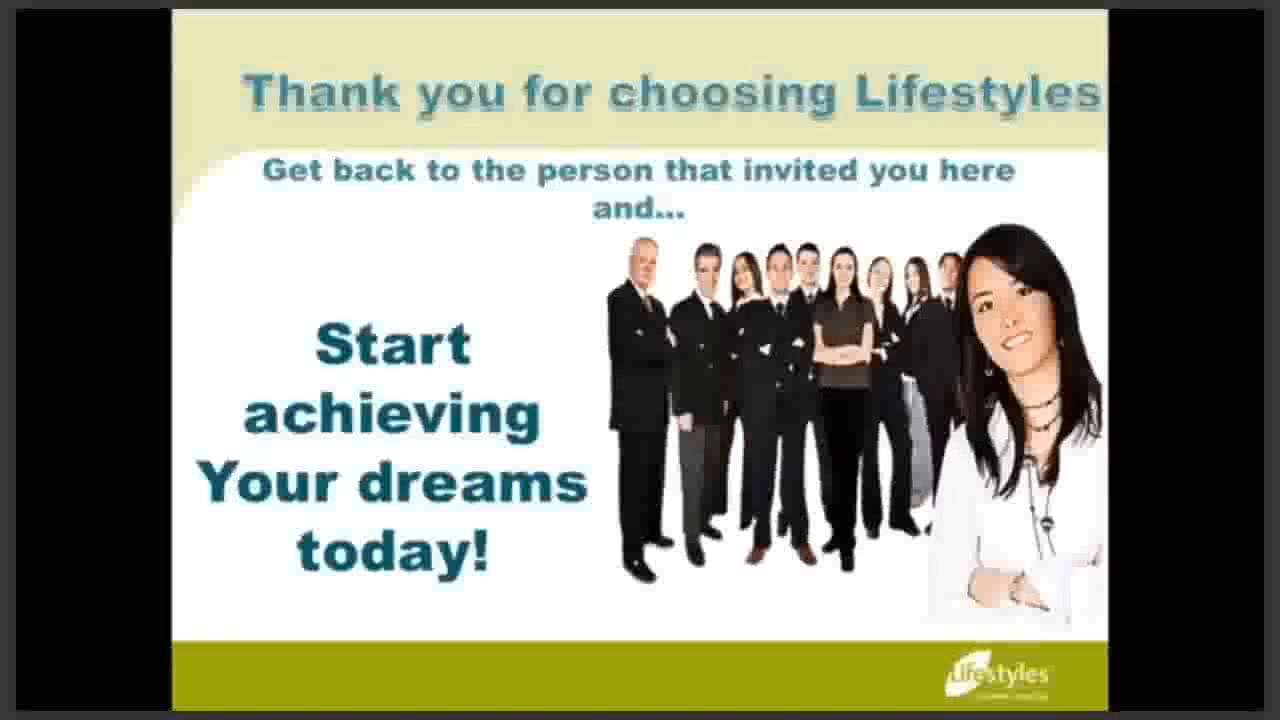 Thank you for choosing Lifestyles
Get back to the person that invited you here
and...
Start
achieving
Your dreams
today!
Lifestyles